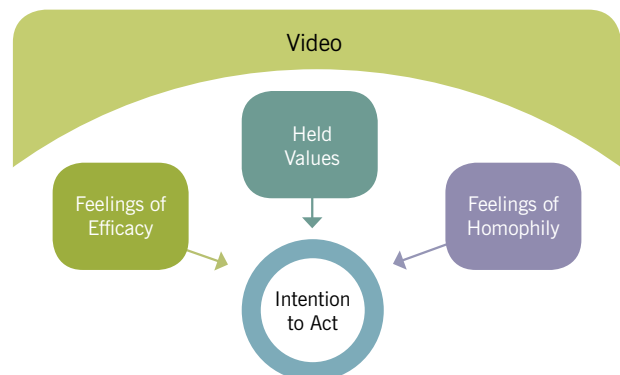 Video
Held
Values
Feelings of
Efficacy
Feelings of
Homophily
Intention
to Act